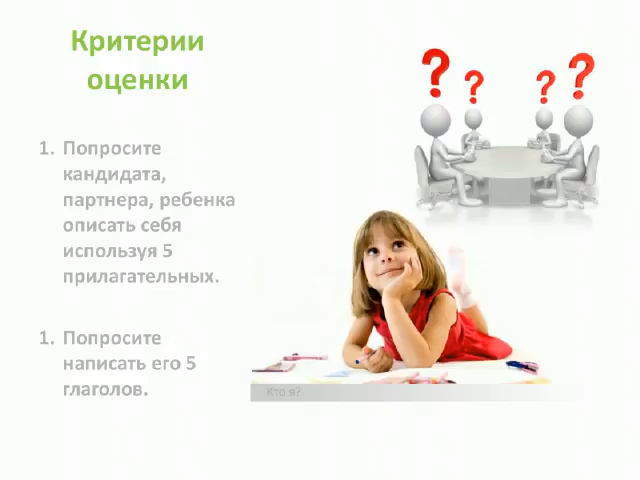 Критерии
оценки
1. Попросите
кандидата,
партнера, ребенка
описать себя
используя 5
прилагательных.
1. Попросите
написать его 5
глаголов.
? ? ? ?
Кто я?